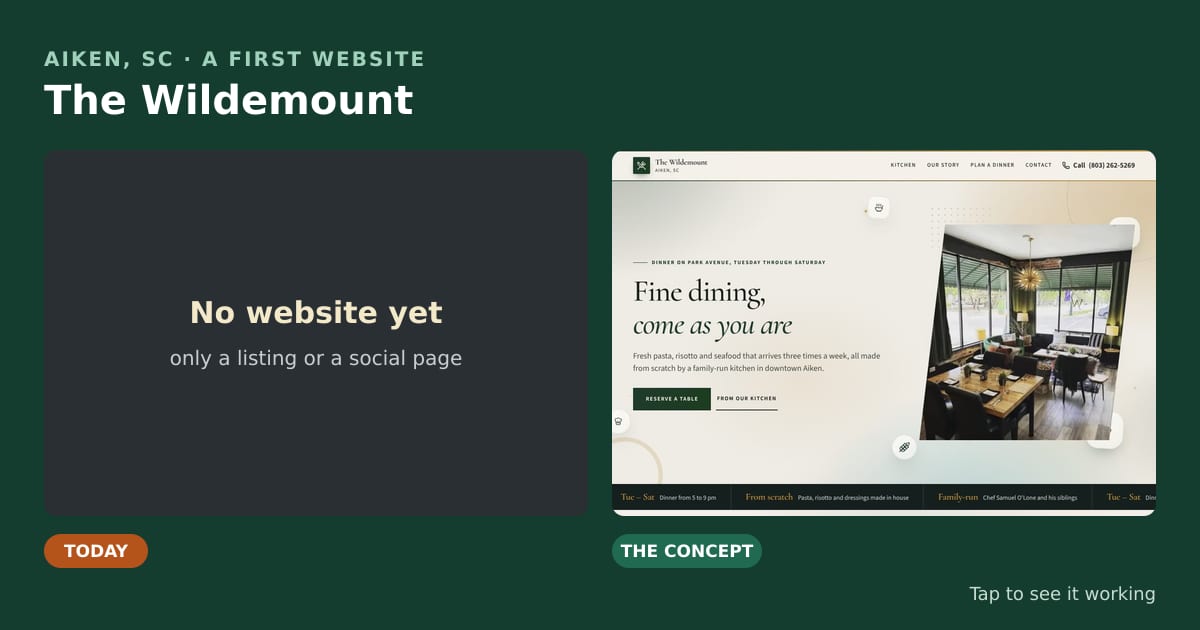 AIKEN, SC · A FIRST WEBSITE
The Wildemount
No website yet
only a listing or a social page
TODAY
The Wildemount
AIKEN, SC
KITCHEN OUR STORY PLAN A DINNER CONTACT Call (803) 262-5269
DINNER ON PARK AVENUE, TUESDAY THROUGH SATURDAY
Fine dining,
come as you are
Fresh pasta, risotto and seafood that arrives three times a week, all made
from scratch by a family-run kitchen in downtown Aiken.
RESERVE A TABLE FROM OUR KITCHEN
Tue – Sat Dinner from 5 to 9 pm From scratch Pasta, risotto and dressings made in house Family-run Chef Samuel O'Lone and his siblings Tue – Sat
THE CONCEPT
Tap to see it working